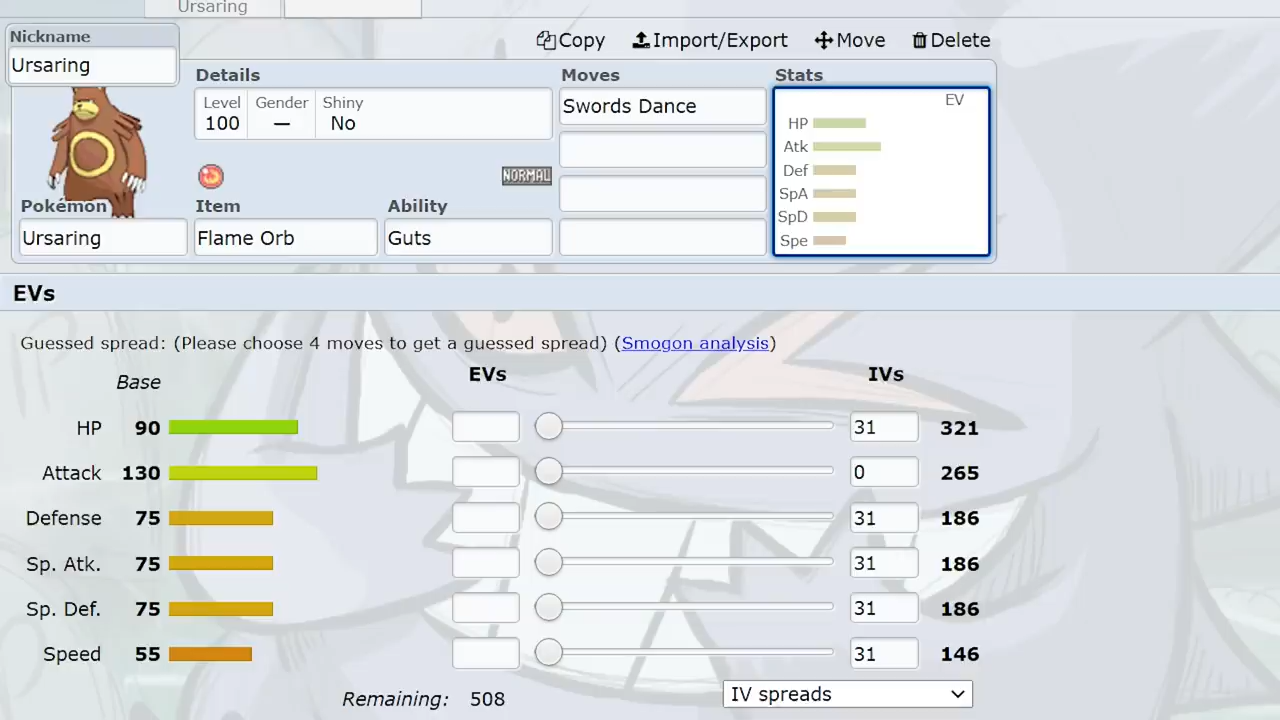 Ursaring
Nickname
Ursaring
Copy Import/Export Move Delete
Details
Moves
Stats
Level Gender Shiny
100 — No
Swords Dance
EV
HP
Atk
Def
SpA
SpD
Spe
NORMAL
Pokémon
Item
Ability
Ursaring
Flame Orb
Guts
EVs
Guessed spread: (Please choose 4 moves to get a guessed spread) (Smogon analysis)
Base EVs IVs
HP 90 31 321
Attack 130 0 265
Defense 75 31 186
Sp. Atk. 75 31 186
Sp. Def. 75 31 186
Speed 55 31 146
Remaining: 508 IV spreads